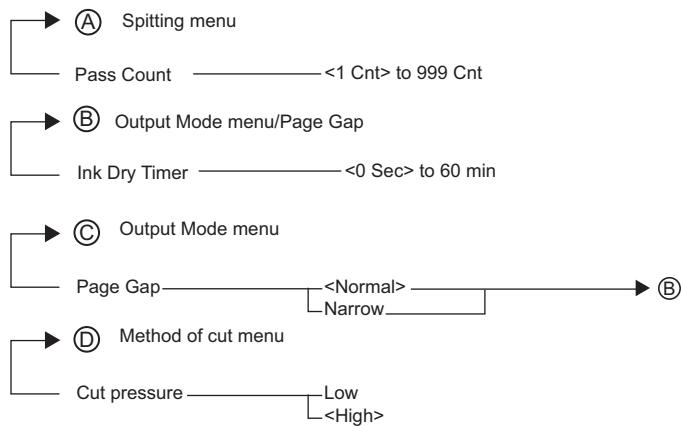 A Spitting menu
Pass Count <1 Cnt> to 999 Cnt
B Output Mode menu/Page Gap
Ink Dry Timer <0 Sec> to 60 min
C Output Mode menu
Page Gap <Normal> B
Narrow
D Method of cut menu
Cut pressure Low
<High>